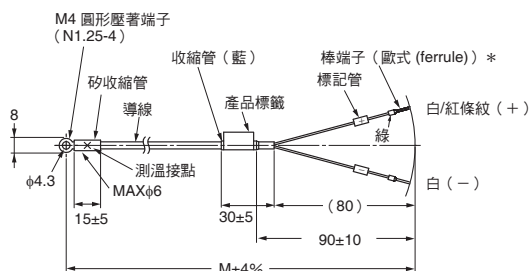 M4 圓形壓著端子
(N1.25-4)
收縮管(藍)
棒端子(歐式 (ferrule) *
標記管
矽收縮管
產品標籤
導線
白/紅條紋(+)
綠
8
測溫接點
φ4.3
MAXφ6
白(−)
15±5
30±5
(80)
90±10
M±4%